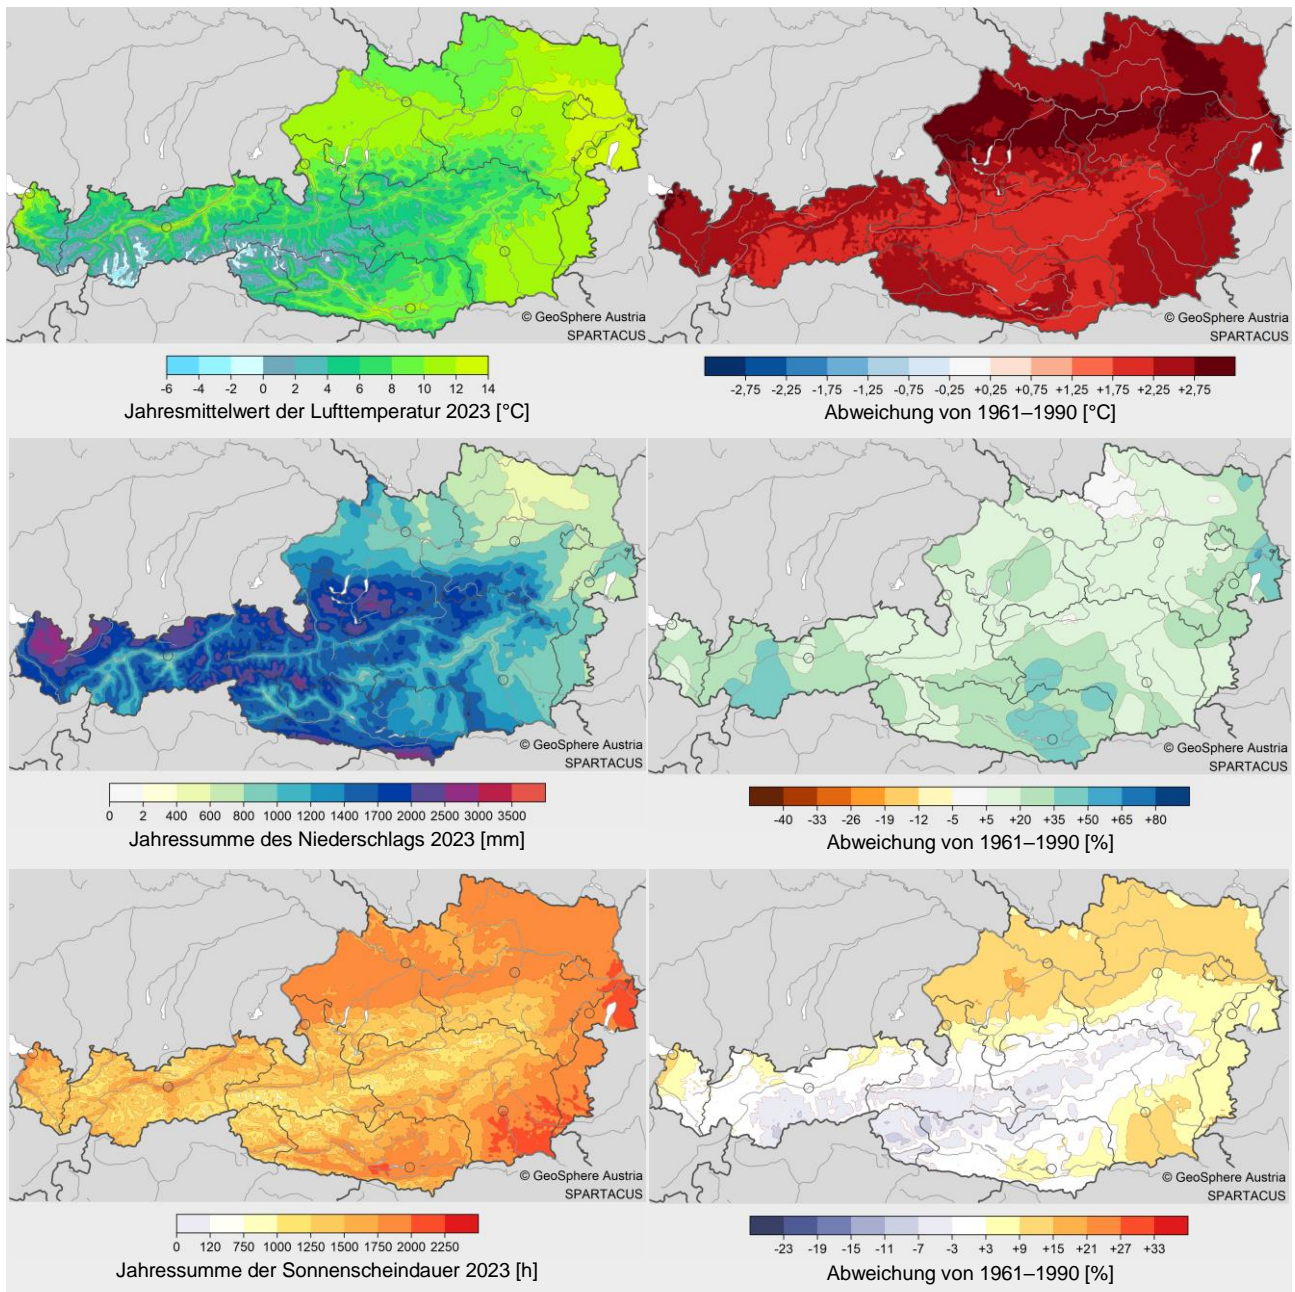 © GeoSphere Austria
SPARTACUS
-6 -4 -2 0 2 4 6 8 10 12 14
Jahresmittelwert der Lufttemperatur 2023 [°C]
© GeoSphere Austria
SPARTACUS
-2,75 -2,25 -1,75 -1,25 -0,75 -0,25 +0,25 +0,75 +1,25 +1,75 +2,25 +2,75
Abweichung von 1961–1990 [°C]
© GeoSphere Austria
SPARTACUS
0 2 400 600 800 1000 1200 1400 1700 2000 2500 3000 3500
Jahressumme des Niederschlags 2023 [mm]
© GeoSphere Austria
SPARTACUS
-40 -33 -26 -19 -12 -5 +5 +20 +35 +50 +65 +80
Abweichung von 1961–1990 [%]
© GeoSphere Austria
SPARTACUS
0 120 750 1000 1250 1500 1750 2000 2250
Jahressumme der Sonnenscheindauer 2023 [h]
© GeoSphere Austria
SPARTACUS
-23 -19 -15 -11 -7 -3 +3 +9 +15 +21 +27 +33
Abweichung von 1961–1990 [%]